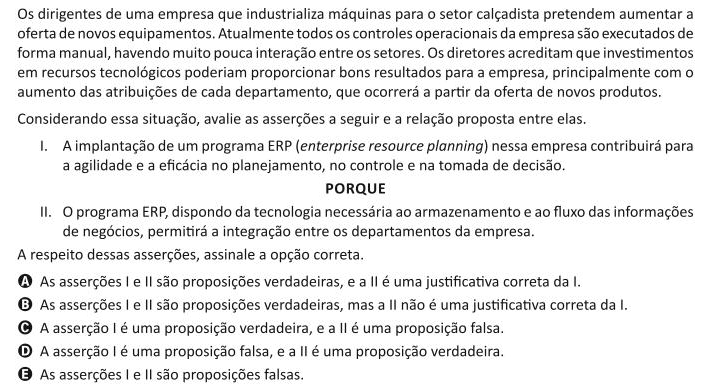 Os dirigentes de uma empresa que industrializa máquinas para o setor calçadista pretendem aumentar a
oferta de novos equipamentos. Atualmente todos os controles operacionais da empresa são executados de
forma manual, havendo muito pouca interação entre os setores. Os diretores acreditam que investimentos
em recursos tecnológicos poderiam proporcionar bons resultados para a empresa, principalmente com o
aumento das atribuições de cada departamento, que ocorrerá a partir da oferta de novos produtos.
Considerando essa situação, avalie as asserções a seguir e a relação proposta entre elas.
I. A implantação de um programa ERP (enterprise resource planning) nessa empresa contribuirá para
a agilidade e a eficácia no planejamento, no controle e na tomada de decisão.
PORQUE
II. O programa ERP, dispondo da tecnologia necessária ao armazenamento e ao fluxo das informações
de negócios, permitirá a integração entre os departamentos da empresa.
A respeito dessas asserções, assinale a opção correta.
A As asserções I e II são proposições verdadeiras, e a II é uma justificativa correta da I.
B As asserções I e II são proposições verdadeiras, mas a II não é uma justificativa correta da I.
C A asserção I é uma proposição verdadeira, e a II é uma proposição falsa.
D A asserção I é uma proposição falsa, e a II é uma proposição verdadeira.
E As asserções I e II são proposições falsas.